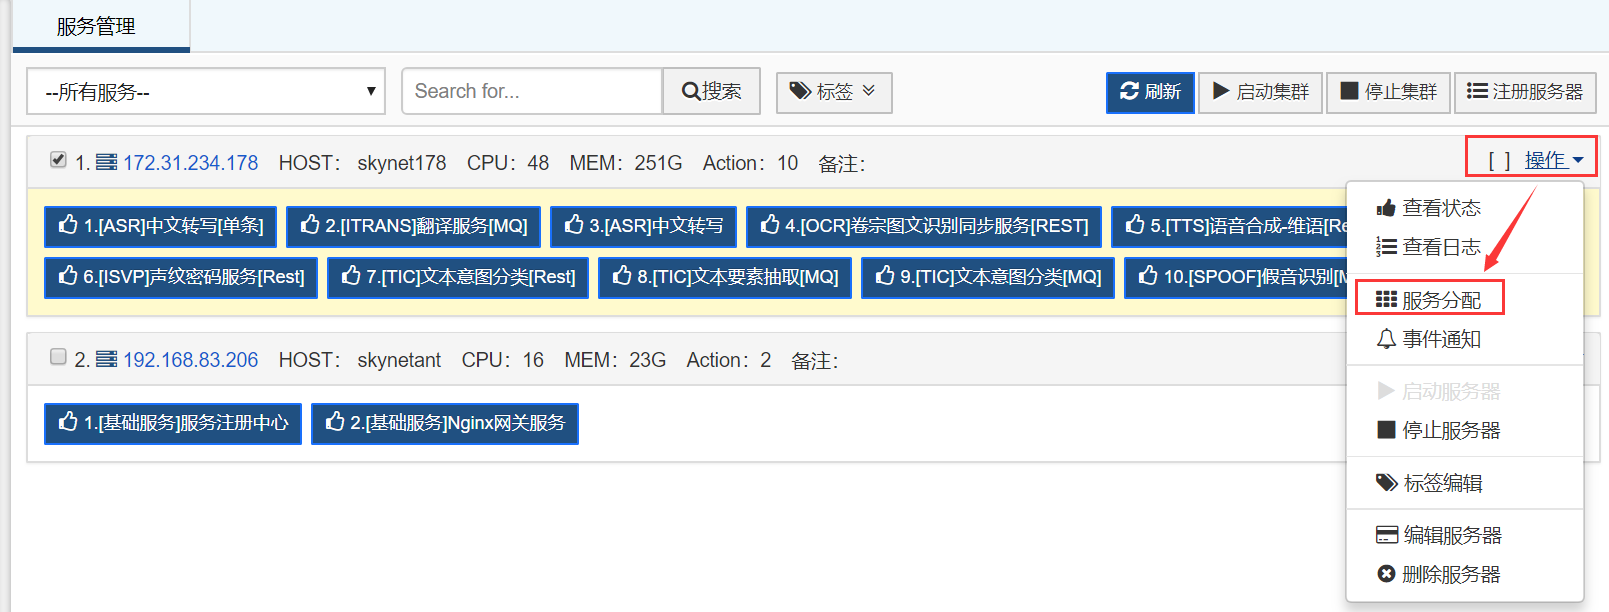 服务管理
--所有服务-- Search for... 搜索 标签 刷新 启动集群 停止集群 注册服务器
1. 172.31.234.178 HOST： skynet178 CPU：48 MEM：251G Action：10 备注： [ ] 操作
1.[ASR]中文转写[单条] 2.[ITRANS]翻译服务[MQ] 3.[ASR]中文转写 4.[OCR]卷宗图文识别同步服务[REST] 5.[TTS]语音合成-维语[Re
6.[ISVP]声纹密码服务[Rest] 7.[TIC]文本意图分类[Rest] 8.[TIC]文本要素抽取[MQ] 9.[TIC]文本意图分类[MQ] 10.[SPOOF]假音识别[M
2. 192.168.83.206 HOST： skynetant CPU：16 MEM：23G Action：2 备注：
1.[基础服务]服务注册中心 2.[基础服务]Nginx网关服务
查看状态
查看日志
服务分配
事件通知
启动服务器
停止服务器
标签编辑
编辑服务器
删除服务器